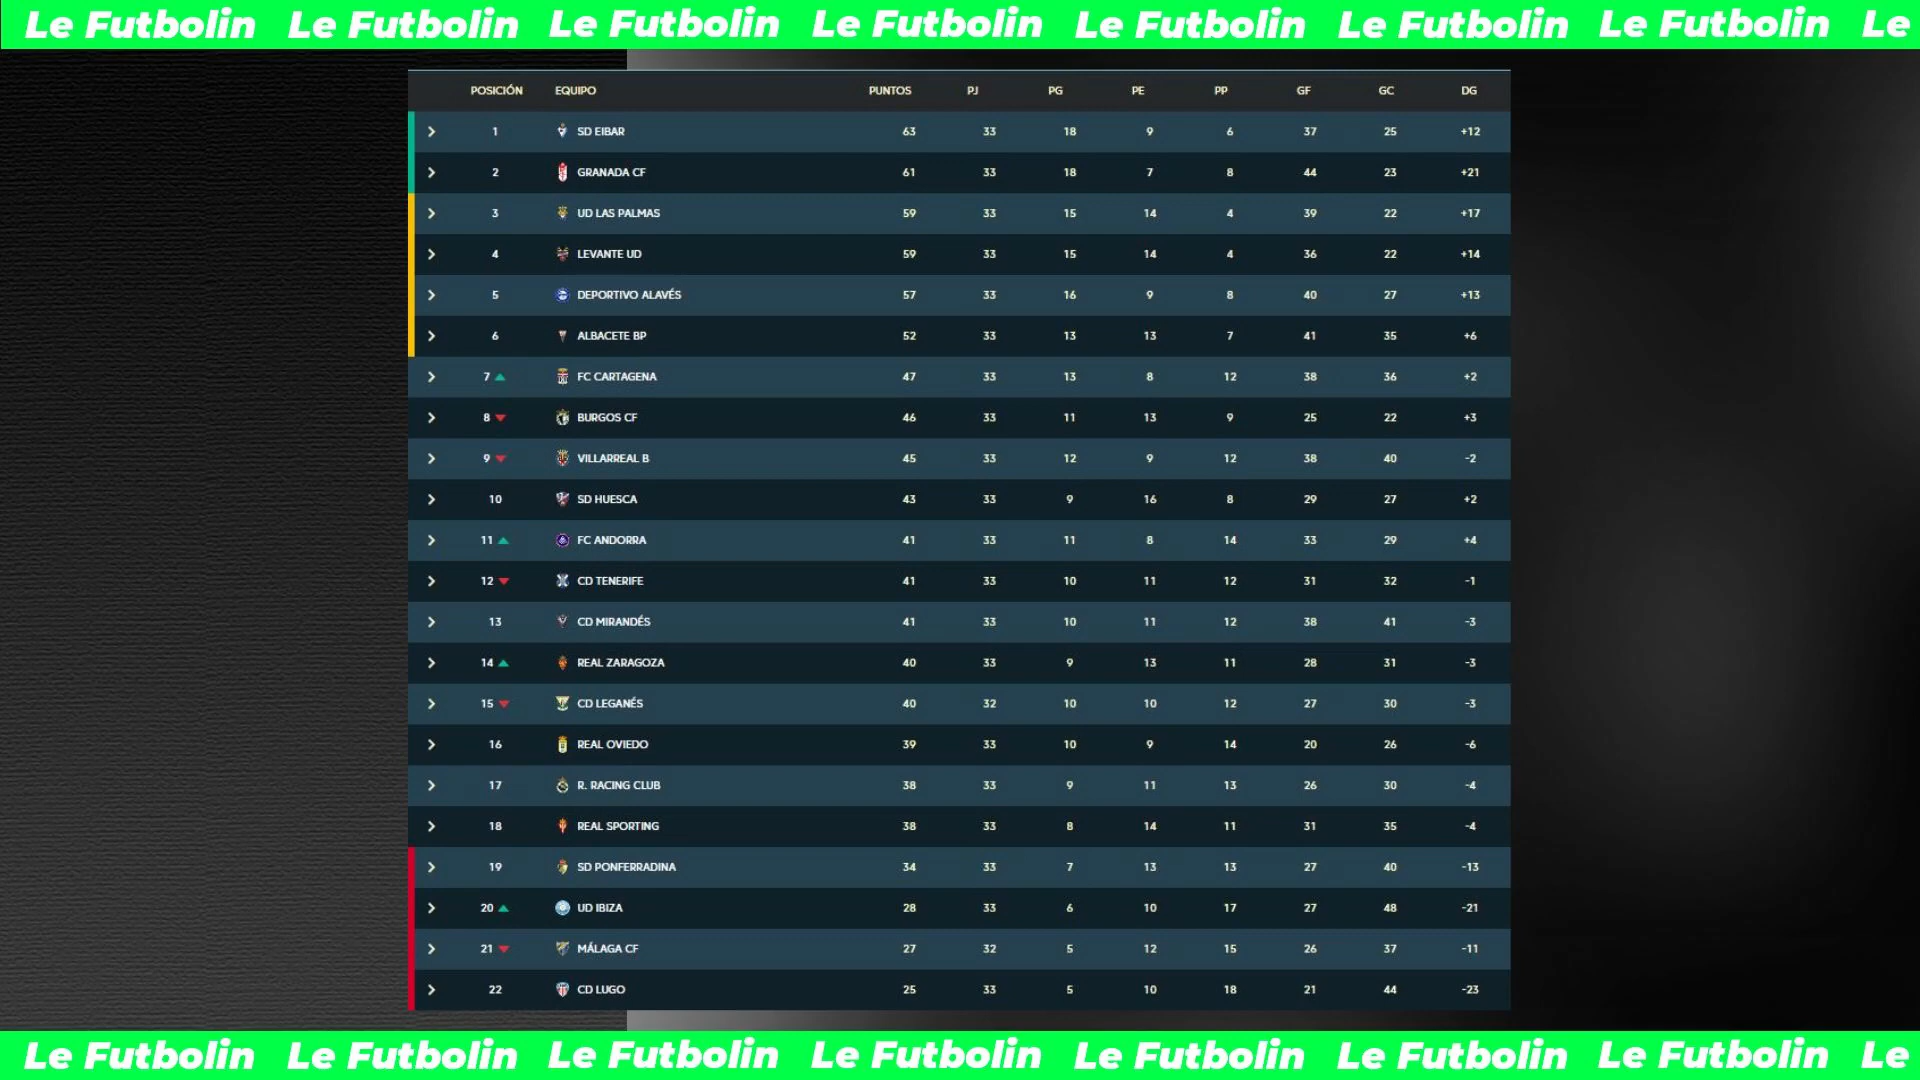 Le Futbolin Le Futbolin Le Futbolin Le Futbolin Le Futbolin Le Futbolin Le Futbolin Le
POSICIÓN EQUIPO PUNTOS PJ PG PE PP GF GC DG
1 SD EIBAR 63 33 18 9 6 37 25 +12
2 GRANADA CF 61 33 18 7 8 44 23 +21
3 UD LAS PALMAS 59 33 15 14 4 39 22 +17
4 LEVANTE UD 59 33 15 14 4 36 22 +14
5 DEPORTIVO ALAVÉS 57 33 16 9 8 40 27 +13
6 ALBACETE BP 52 33 13 13 7 41 35 +6
7 FC CARTAGENA 47 33 13 8 12 38 36 +2
8 BURGOS CF 46 33 11 13 9 25 22 +3
9 VILLARREAL B 45 33 12 9 12 38 40 -2
10 SD HUESCA 43 33 9 16 8 29 27 +2
11 FC ANDORRA 41 33 11 8 14 33 29 +4
12 CD TENERIFE 41 33 10 11 12 31 32 -1
13 CD MIRANDÉS 41 33 10 11 12 38 41 -3
14 REAL ZARAGOZA 40 33 9 13 11 28 31 -3
15 CD LEGANÉS 40 32 10 10 12 27 30 -3
16 REAL OVIEDO 39 33 10 9 14 20 26 -6
17 R. RACING CLUB 38 33 9 11 13 26 30 -4
18 REAL SPORTING 38 33 8 14 11 31 35 -4
19 SD PONFERRADINA 34 33 7 13 13 27 40 -13
20 UD IBIZA 28 33 6 10 17 27 48 -21
21 MÁLAGA CF 27 32 5 12 15 26 37 -11
22 CD LUGO 25 33 5 10 18 21 44 -23
Le Futbolin Le Futbolin Le Futbolin Le Futbolin Le Futbolin Le Futbolin Le Futbolin Le